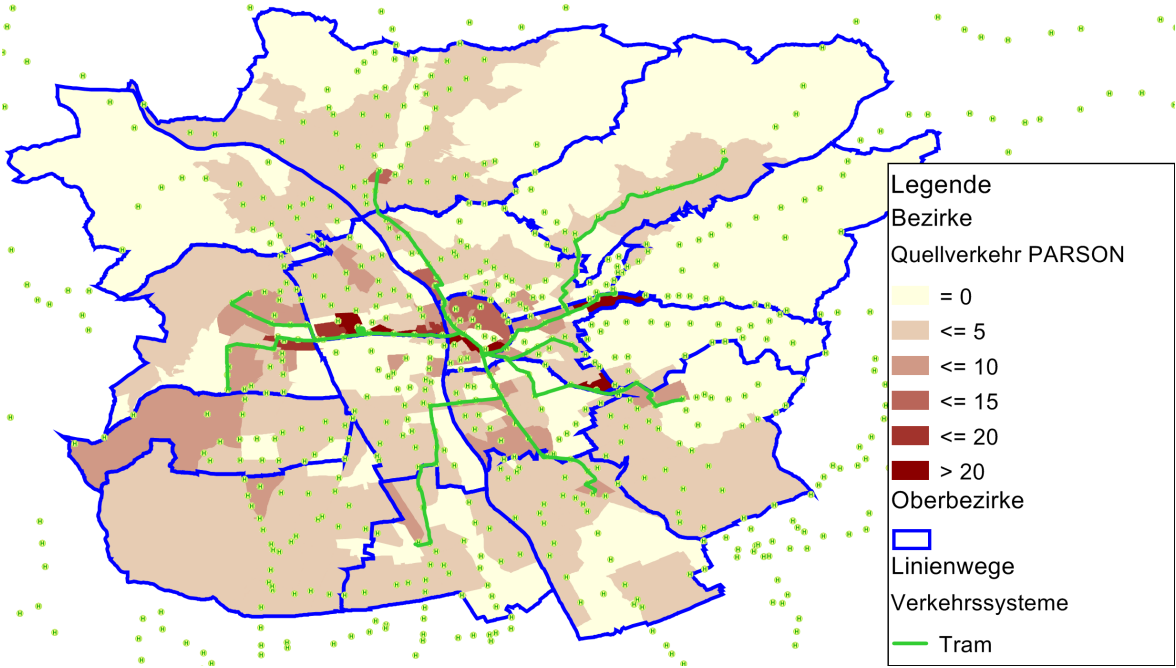 Legende
Bezirke
Quellverkehr PARSON
= 0
<= 5
<= 10
<= 15
<= 20
> 20
Oberbezirke
Linienwege
Verkehrssysteme
Tram